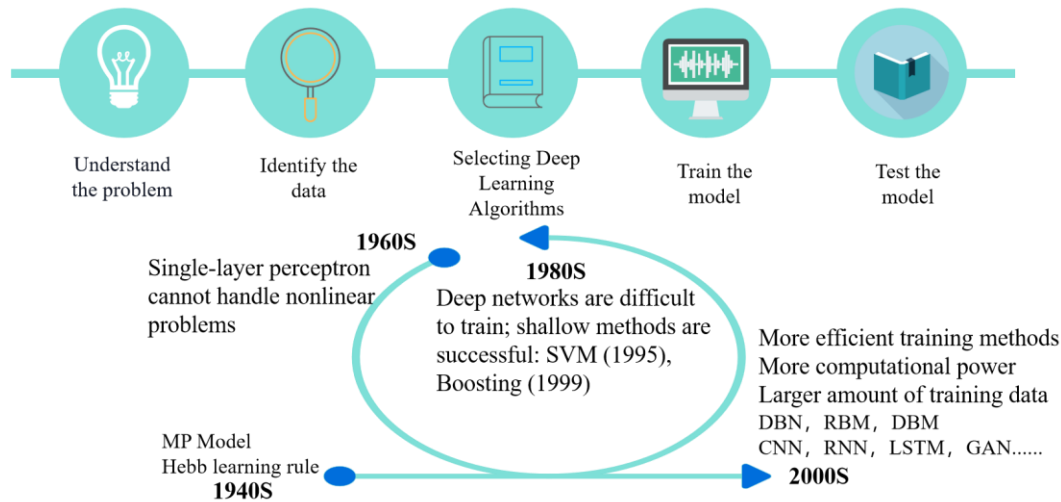 Understand
the problem
Identify the
data
Selecting Deep
Learning
Algorithms
Train the
model
Test the
model
1960S
Single-layer perceptron
cannot handle nonlinear
problems
1980S
Deep networks are difficult
to train; shallow methods are
successful: SVM (1995),
Boosting (1999)
More efficient training methods
More computational power
Larger amount of training data
DBN, RBM, DBM
CNN, RNN, LSTM, GAN......
2000S
MP Model
Hebb learning rule
1940S